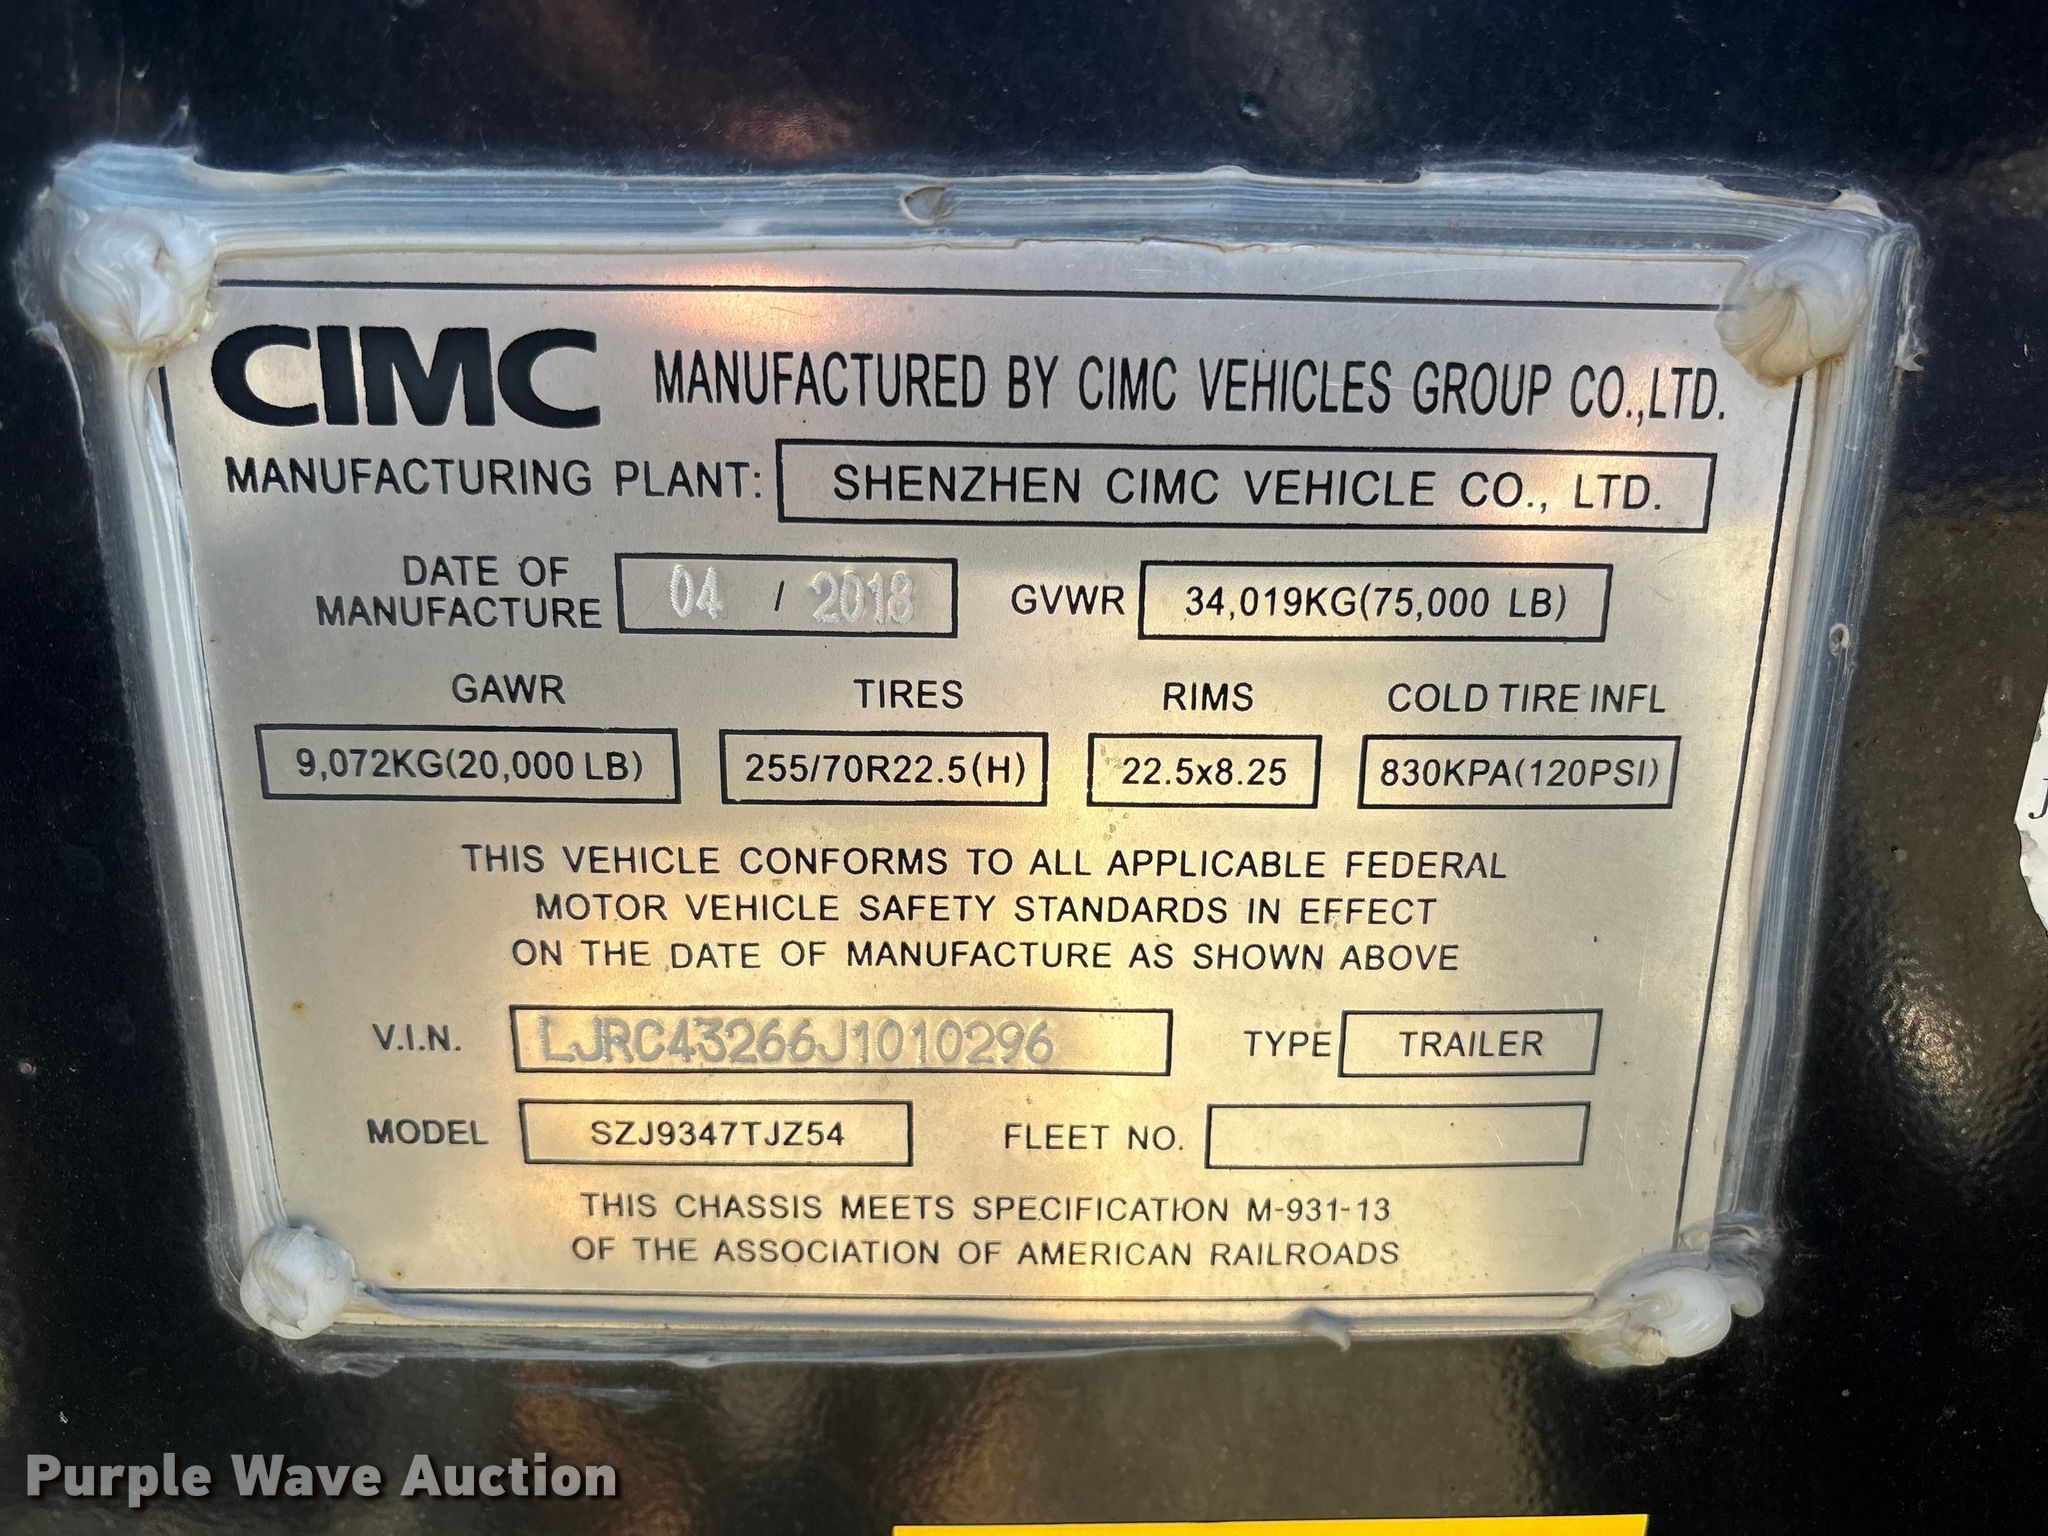 CIMC MANUFACTURED BY CIMC VEHICLES GROUP CO.,LTD.
MANUFACTURING PLANT: SHENZHEN CIMC VEHICLE CO., LTD.
DATE OF MANUFACTURE 04 / 2018 GVWR 34,019KG(75,000 LB)
GAWR TIRES RIMS COLD TIRE INFL
9,072KG(20,000 LB) 255/70R22.5(H) 22.5x8.25 830KPA(120PSI)
THIS VEHICLE CONFORMS TO ALL APPLICABLE FEDERAL
MOTOR VEHICLE SAFETY STANDARDS IN EFFECT
ON THE DATE OF MANUFACTURE AS SHOWN ABOVE
V.I.N. LJRC43266J1010296 TYPE TRAILER
MODEL SZJ9347TJZ54 FLEET NO.
THIS CHASSIS MEETS SPECIFICATION M-931-13
OF THE ASSOCIATION OF AMERICAN RAILROADS
Purple Wave Auction